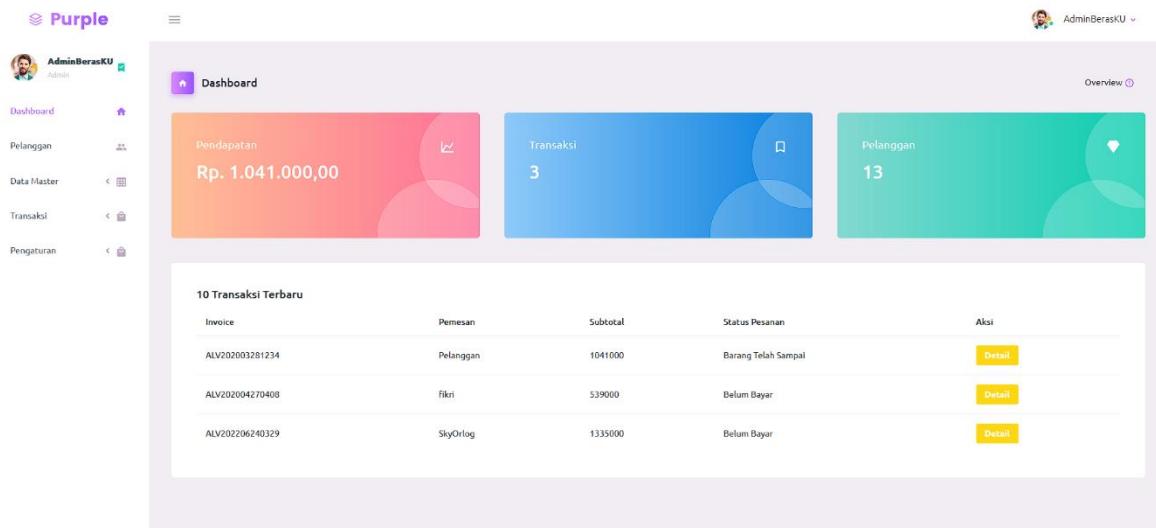 Purple
AdminBerasKU
AdminBerasKU
Admin
Dashboard
Pelanggan
Data Master
Transaksi
Pengaturan
Dashboard
Overview
Pendapatan
Rp. 1.041.000,00
Transaksi
3
Pelanggan
13
10 Transaksi Terbaru
Invoice Pemesan Subtotal Status Pesanan Aksi
ALV202003281234 Pelanggan 1041000 Barang Telah Sampai Detail
ALV202004270408 fikri 539000 Belum Bayar Detail
ALV202206240329 SkyOrlog 1335000 Belum Bayar Detail